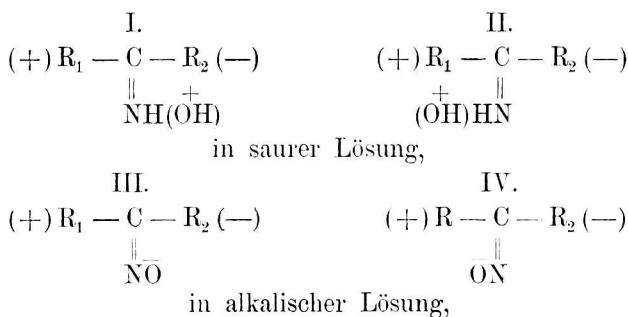 I. II.
(+)R₁ — C — R₂(—) (+)R₁ — C — R₂(—)
|| ||
+ +
NH(OH) (OH)HN
in saurer Lösung,
III. IV.
(+)R₁ — C — R₂(—) (+)R — C — R₂(—)
|| ||
NO̅ O̅N
in alkalischer Lösung,